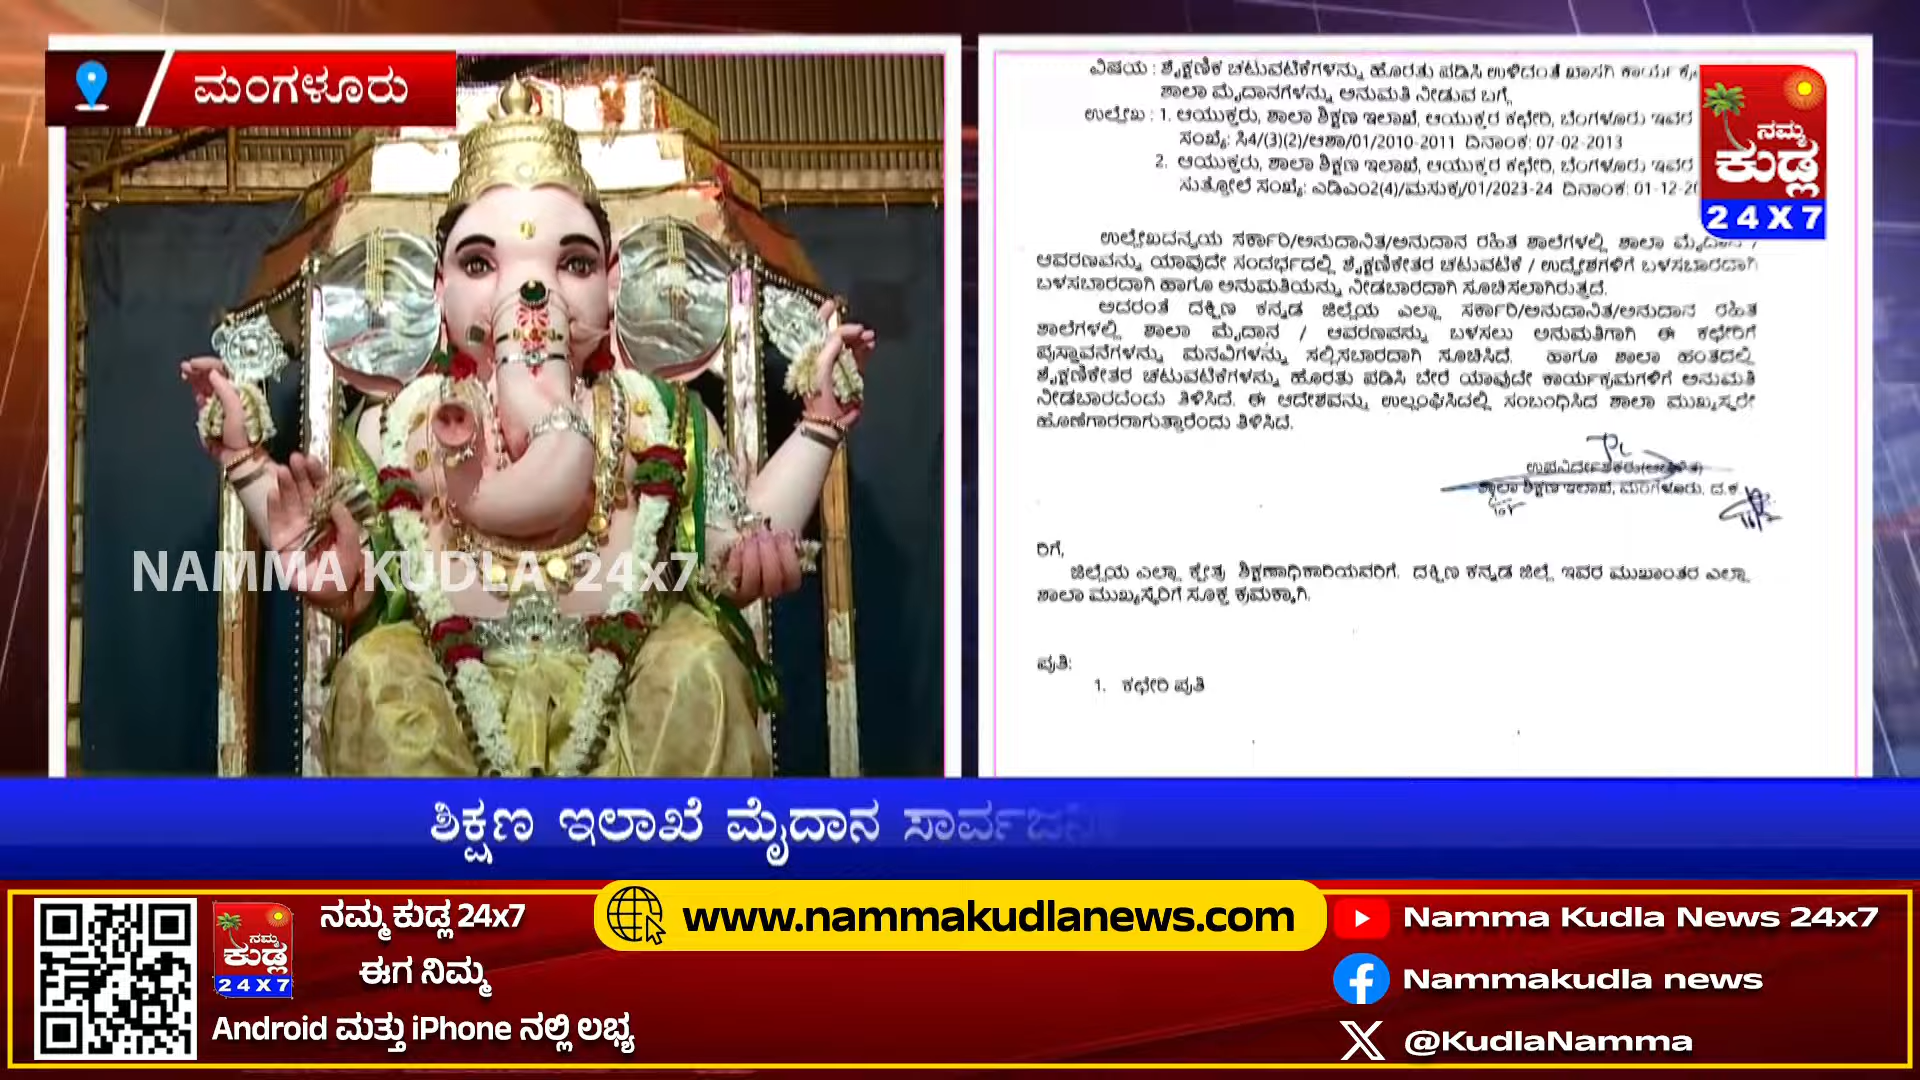 ಮಂಗಳೂರು
ವಿಷಯ : ಶೈಕ್ಷಣಿಕ ಚಟುವಟಿಕೆಗಳನ್ನು ಹೊರತು ಪಡಿಸಿ ಉಳಿದಂತೆ ಖಾಸಗಿ ಕಾರ್ಯಕ್ರ
ಶಾಲಾ ಮೈದಾನಗಳನ್ನು ಅನುಮತಿ ನೀಡುವ ಬಗ್ಗೆ
ಉಲ್ಲೇಖ : 1. ಆಯುಕ್ತರು, ಶಾಲಾ ಶಿಕ್ಷಣ ಇಲಾಖೆ, ಆಯುಕ್ತರ ಕಛೇರಿ, ಬೆಂಗಳೂರು ಇವರ
ಸಂಖ್ಯೆ: ಸಿ4/(3)(2)/ಆಶಾ/01/2010-2011 ದಿನಾಂಕ: 07-02-2013
2. ಆಯುಕ್ತರು, ಶಾಲಾ ಶಿಕ್ಷಣ ಇಲಾಖೆ, ಆಯುಕ್ತರ ಕಛೇರಿ, ಬೆಂಗಳೂರು ಇವರ
ಸುತ್ತೋಲೆ ಸಂಖ್ಯೆ: ಎಡಿಎಂ2(4)/ಮಸುಕ್ರ/01/2023-24 ದಿನಾಂಕ: 01-12-20
ಉಲ್ಲೇಖದನ್ವಯ ಸರ್ಕಾರಿ/ಅನುದಾನಿತ/ಅನುದಾನ ರಹಿತ ಶಾಲೆಗಳಲ್ಲಿ ಶಾಲಾ ಮೈದಾನ /
ಆವರಣವನ್ನು ಯಾವುದೇ ಸಂದರ್ಭದಲ್ಲಿ ಶೈಕ್ಷಣಿಕೇತರ ಚಟುವಟಿಕೆ / ಉದ್ದೇಶಗಳಿಗೆ ಬಳಸಬಾರದಾಗಿ
ಬಳಸಬಾರದಾಗಿ ಹಾಗೂ ಅನುಮತಿಯನ್ನು ನೀಡಬಾರದಾಗಿ ಸೂಚಿಸಲಾಗಿರುತ್ತದೆ.
ಅದರಂತೆ ದಕ್ಷಿಣ ಕನ್ನಡ ಜಿಲ್ಲೆಯ ಎಲ್ಲಾ ಸರ್ಕಾರಿ/ಅನುದಾನಿತ/ಅನುದಾನ ರಹಿತ
ಶಾಲೆಗಳಲ್ಲಿ ಶಾಲಾ ಮೈದಾನ / ಆವರಣವನ್ನು ಬಳಸಲು ಅನುಮತಿಗಾಗಿ ಈ ಕಛೇರಿಗೆ
ಪ್ರಸ್ತಾವನೆಗಳನ್ನು ಮನವಿಗಳನ್ನು ಸಲ್ಲಿಸಬಾರದಾಗಿ ಸೂಚಿಸಿದೆ. ಹಾಗೂ ಶಾಲಾ ಹಂತದಲ್ಲಿ
ಶೈಕ್ಷಣಿಕೇತರ ಚಟುವಟಿಕೆಗಳನ್ನು ಹೊರತು ಪಡಿಸಿ ಬೇರೆ ಯಾವುದೇ ಕಾರ್ಯಕ್ರಮಗಳಿಗೆ ಅನುಮತಿ
ನೀಡಬಾರದೆಂದು ತಿಳಿಸಿದೆ. ಈ ಆದೇಶವನ್ನು ಉಲ್ಲಂಘಿಸಿದಲ್ಲಿ ಸಂಬಂಧಿಸಿದ ಶಾಲಾ ಮುಖ್ಯಸ್ಥರೇ
ಹೊಣೆಗಾರರಾಗುತ್ತಾರೆಂದು ತಿಳಿಸಿದೆ.
ಉಪನಿರ್ದೇಶಕರು(ಆಡಳಿತ)
ಶಾಲಾ ಶಿಕ್ಷಣ ಇಲಾಖೆ, ಮಂಗಳೂರು, ದ.ಕ
ರಿಗೆ,
ಜಿಲ್ಲೆಯ ಎಲ್ಲಾ ಕ್ಷೇತ್ರ ಶಿಕ್ಷಣಾಧಿಕಾರಿಯವರಿಗೆ. ದಕ್ಷಿಣ ಕನ್ನಡ ಜಿಲ್ಲೆ ಇವರ ಮುಖಾಂತರ ಎಲ್ಲಾ
ಶಾಲಾ ಮುಖ್ಯಸ್ಥರಿಗೆ ಸೂಕ್ತ ಕ್ರಮಕ್ಕಾಗಿ.
ಪ್ರತಿ:
1. ಕಛೇರಿ ಪ್ರತಿ
ನಮ್ಮ
ಕುಡ್ಲ
24X7
NAMMA KUDLA 24x7
ಶಿಕ್ಷಣ ಇಲಾಖೆ ಮೈದಾನ ಸಾರ್ವಜನಿ
ನಮ್ಮ
ಕುಡ್ಲ
24X7
ನಮ್ಮ ಕುಡ್ಲ 24x7
ಈಗ ನಿಮ್ಮ
Android ಮತ್ತು iPhone ನಲ್ಲಿ ಲಭ್ಯ
www.nammakudlanews.com
Namma Kudla News 24x7
Nammakudla news
@KudlaNamma